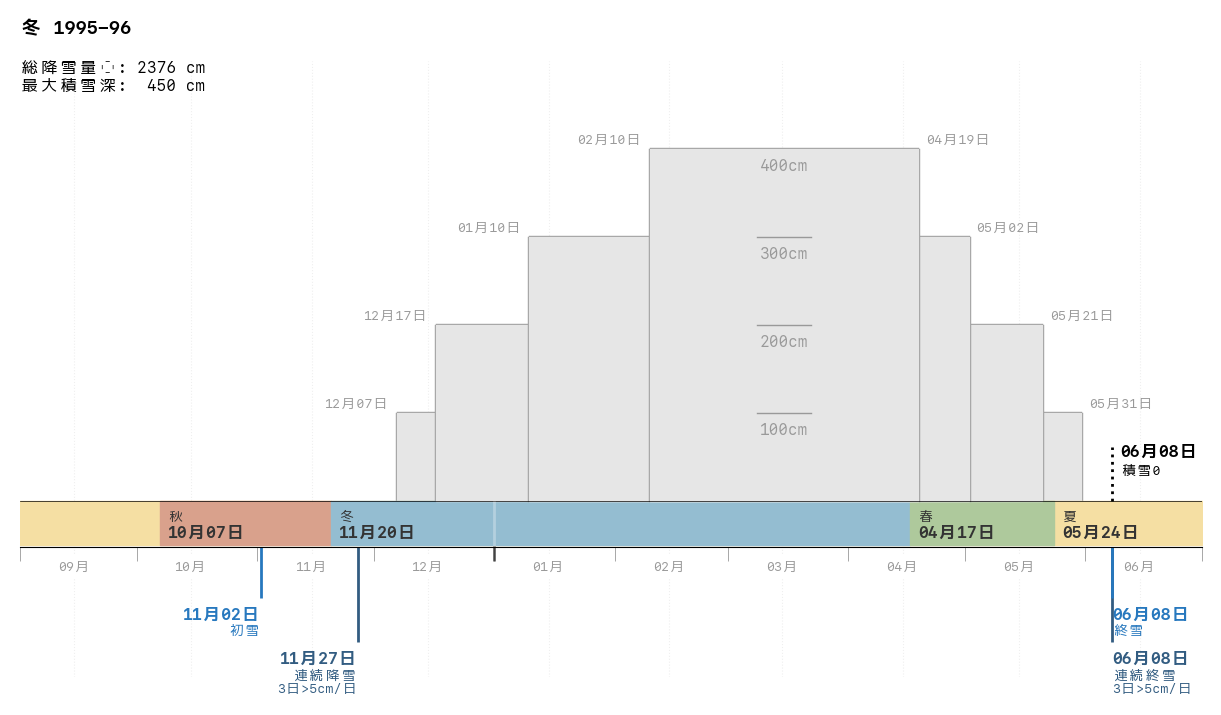 冬 1995–96
総降雪量: 2376 cm
最大積雪深: 450 cm
02月10日
04月19日
400cm
01月10日
05月02日
300cm
12月17日
05月21日
200cm
12月07日
05月31日
100cm
06月08日
積雪0
秋
10月07日
冬
11月20日
春
04月17日
夏
05月24日
09月
10月
11月
12月
01月
02月
03月
04月
05月
06月
11月02日
初雪
06月08日
終雪
11月27日
連続降雪
3日>5cm/日
06月08日
連続終雪
3日>5cm/日